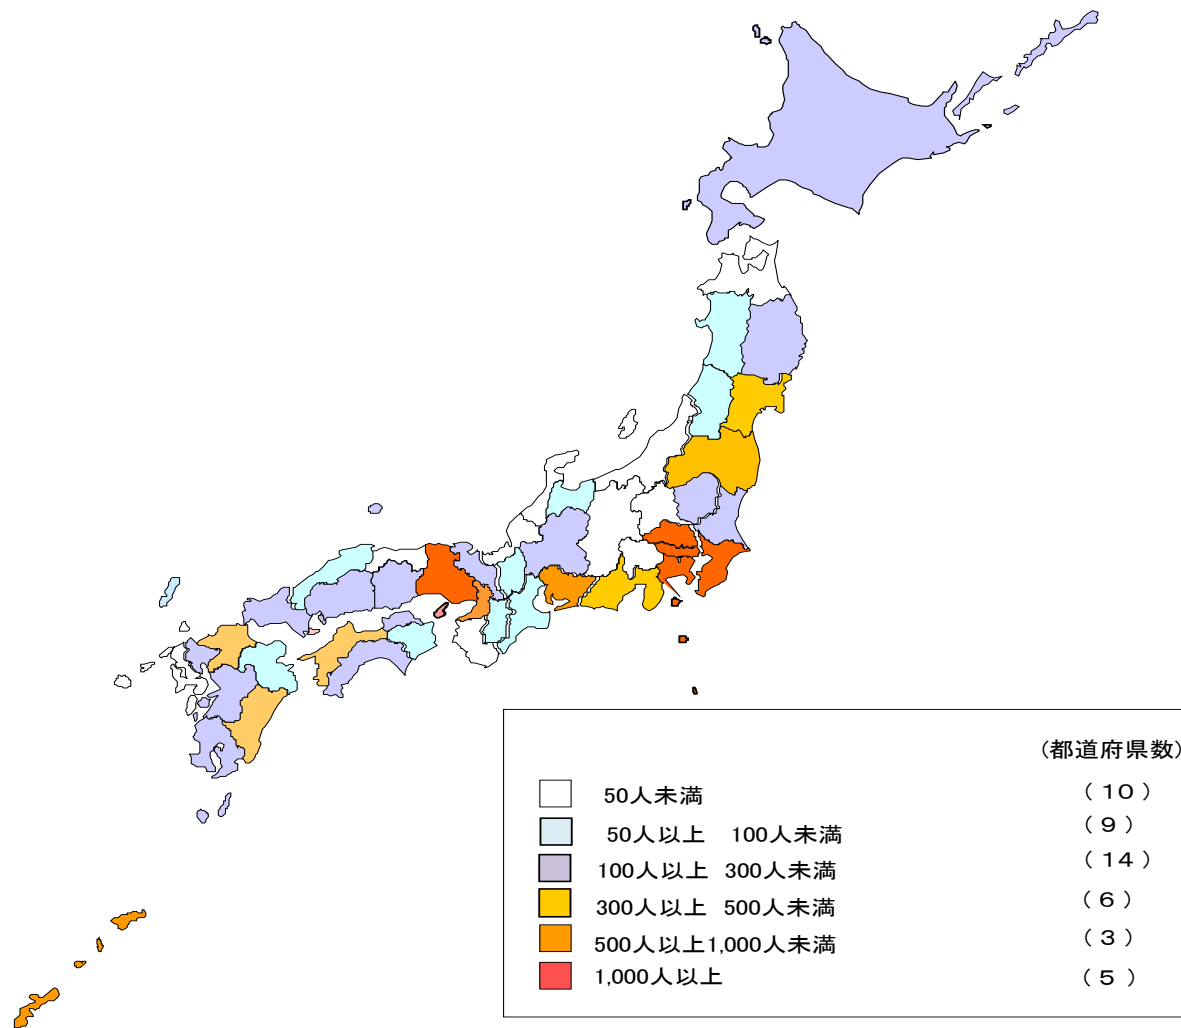 (都道府県数)
50人未満 ( 10 )
50人以上 100人未満 ( 9 )
100人以上 300人未満 ( 14 )
300人以上 500人未満 ( 6 )
500人以上1,000人未満 ( 3 )
1,000人以上 ( 5 )